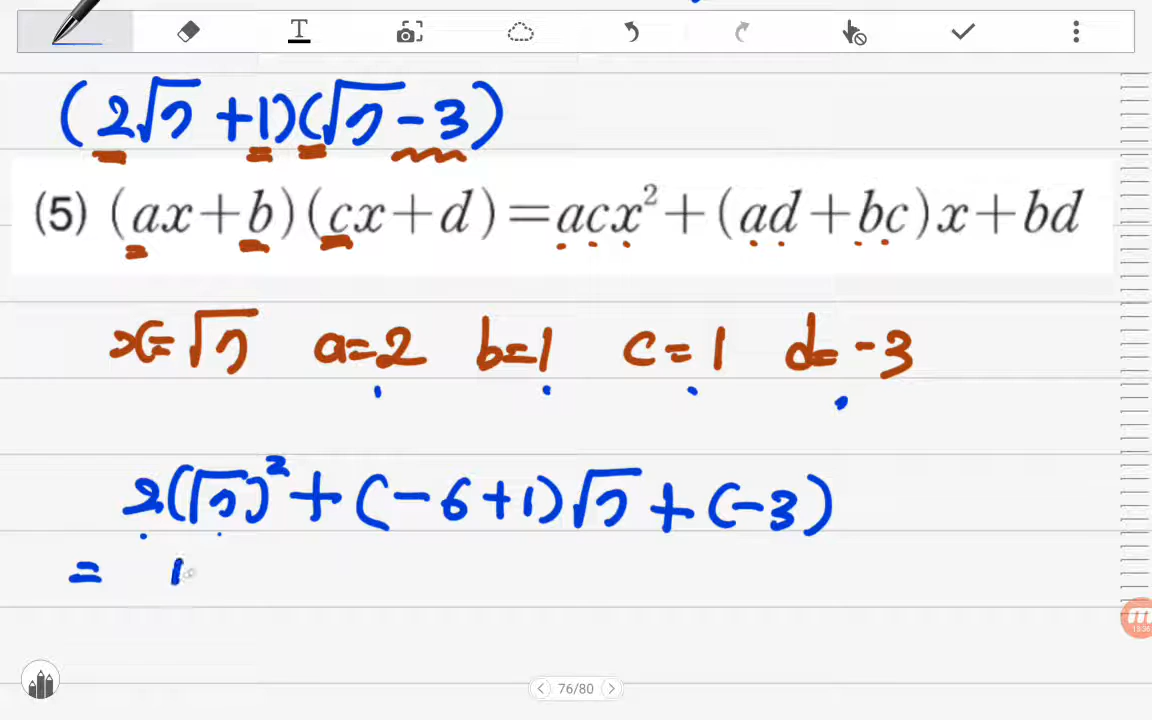 (2√7 +1)(√7 -3)
(5) (ax+b)(cx+d)=acx²+(ad+bc)x+bd
x=√7 a=2 b=1 c=1 d=-3
2(√7)²+(-6+1)√7+(-3)
= 1
76/80